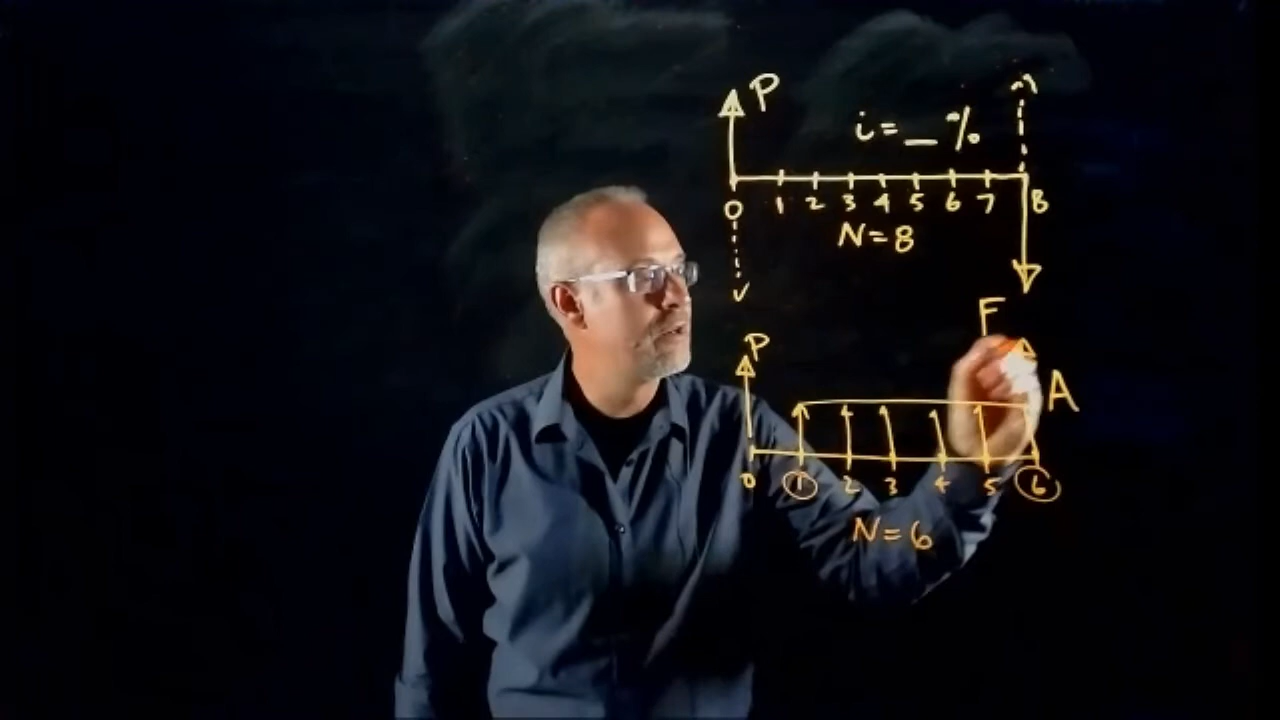 P
i = _ %
0 1 2 3 4 5 6 7 8
N = 8
F
P
A
0 1 2 3 4 5 6
N = 6